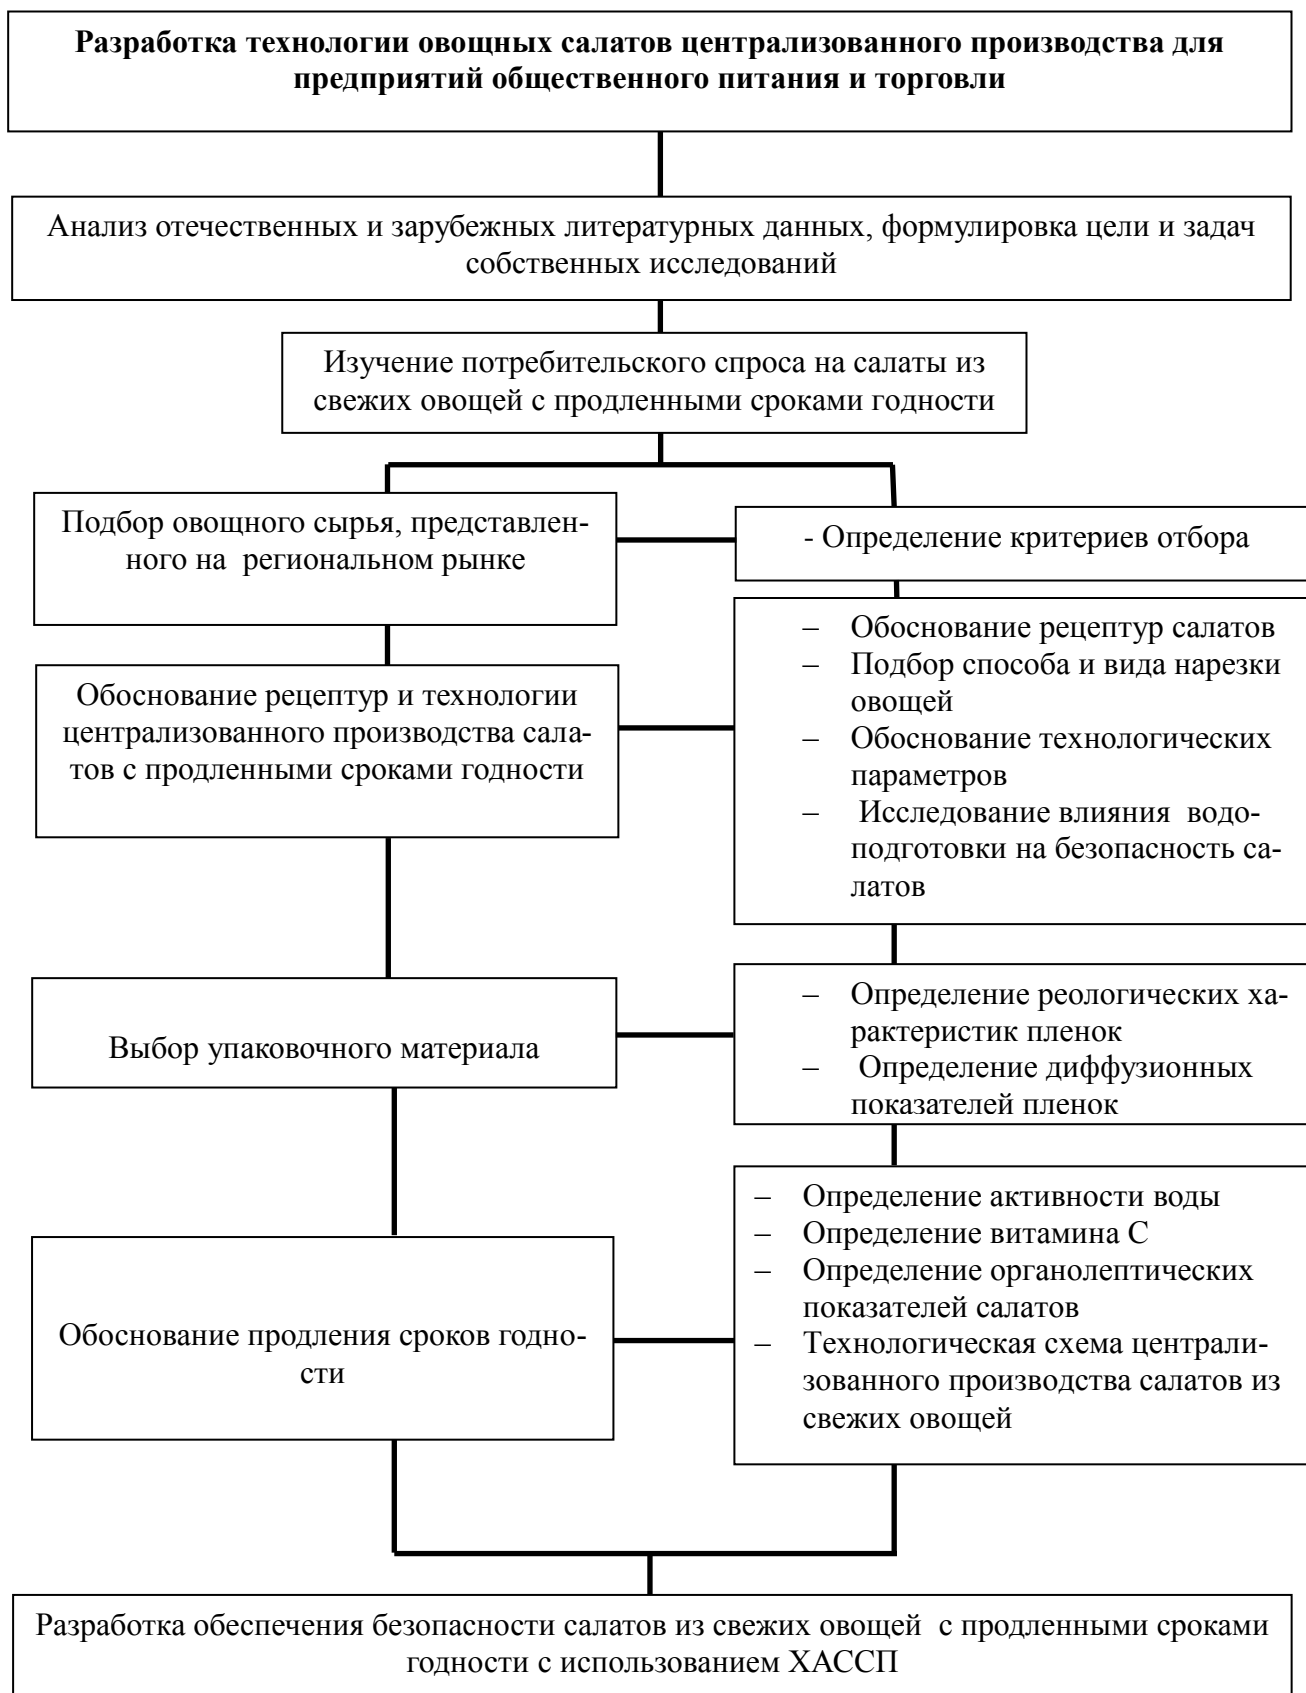 Разработка технологии овощных салатов централизованного производства для
предприятий общественного питания и торговли
Анализ отечественных и зарубежных литературных данных, формулировка цели и задач
собственных исследований
Изучение потребительского спроса на салаты из
свежих овощей с продленными сроками годности
Подбор овощного сырья, представлен-
ного на региональном рынке
- Определение критериев отбора
Обоснование рецептур и технологии
централизованного производства сала-
тов с продленными сроками годности
– Обоснование рецептур салатов
– Подбор способа и вида нарезки
овощей
– Обоснование технологических
параметров
– Исследование влияния водо-
подготовки на безопасность са-
латов
Выбор упаковочного материала
– Определение реологических ха-
рактеристик пленок
– Определение диффузионных
показателей пленок
Обоснование продления сроков годно-
сти
– Определение активности воды
– Определение витамина С
– Определение органолептических
показателей салатов
– Технологическая схема централи-
зованного производства салатов из
свежих овощей
Разработка обеспечения безопасности салатов из свежих овощей с продленными сроками
годности с использованием ХАССП